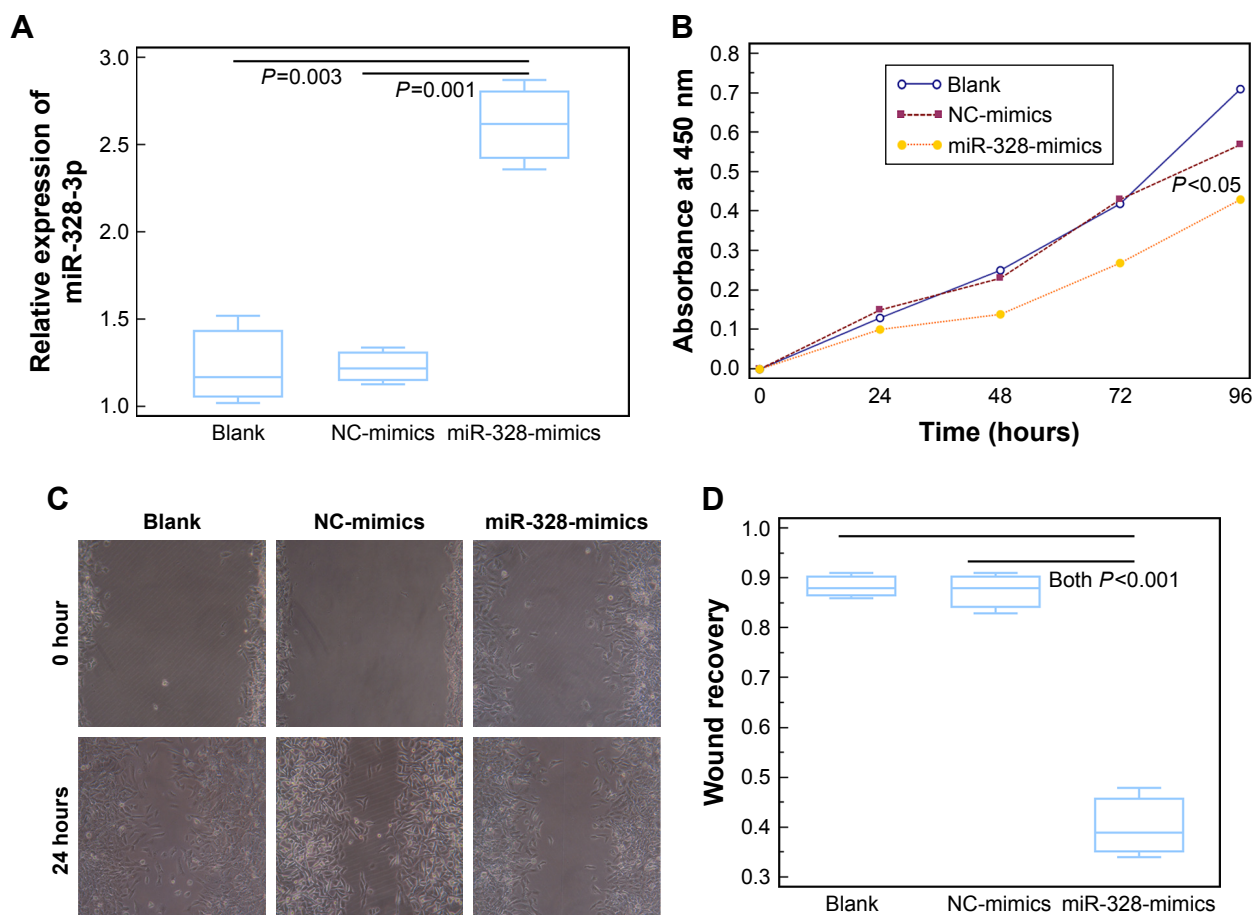 A
Relative expression of
miR-328-3p
3.0
2.5
2.0
1.5
1.0
P=0.003
P=0.001
Blank
NC-mimics
miR-328-mimics
B
Absorbance at 450 nm
0.8
0.7
0.6
0.5
0.4
0.3
0.2
0.1
0.0
Blank
NC-mimics
miR-328-mimics
P<0.05
0
24
48
72
96
Time (hours)
C
Blank
NC-mimics
miR-328-mimics
0 hour
24 hours
D
Wound recovery
1.0
0.9
0.8
0.7
0.6
0.5
0.4
0.3
Both P<0.001
Blank
NC-mimics
miR-328-mimics